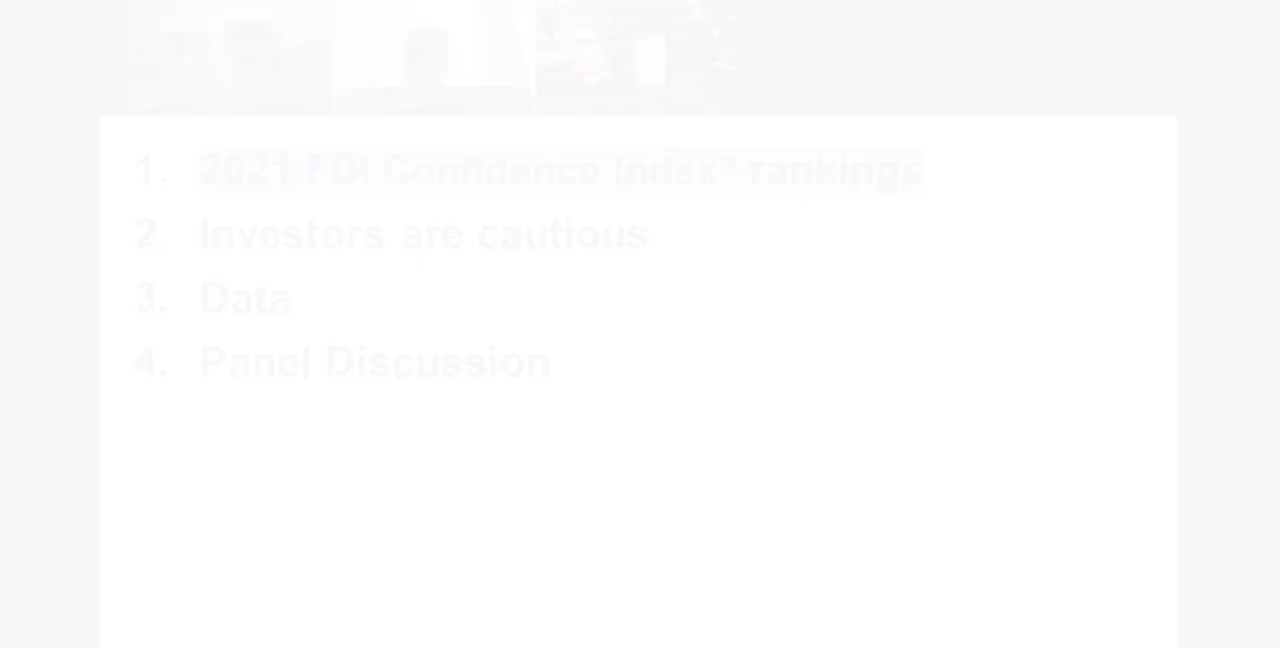 1. 2021 FDI Confidence Index® rankings
2. Investors are cautious
3. Data
4. Panel Discussion